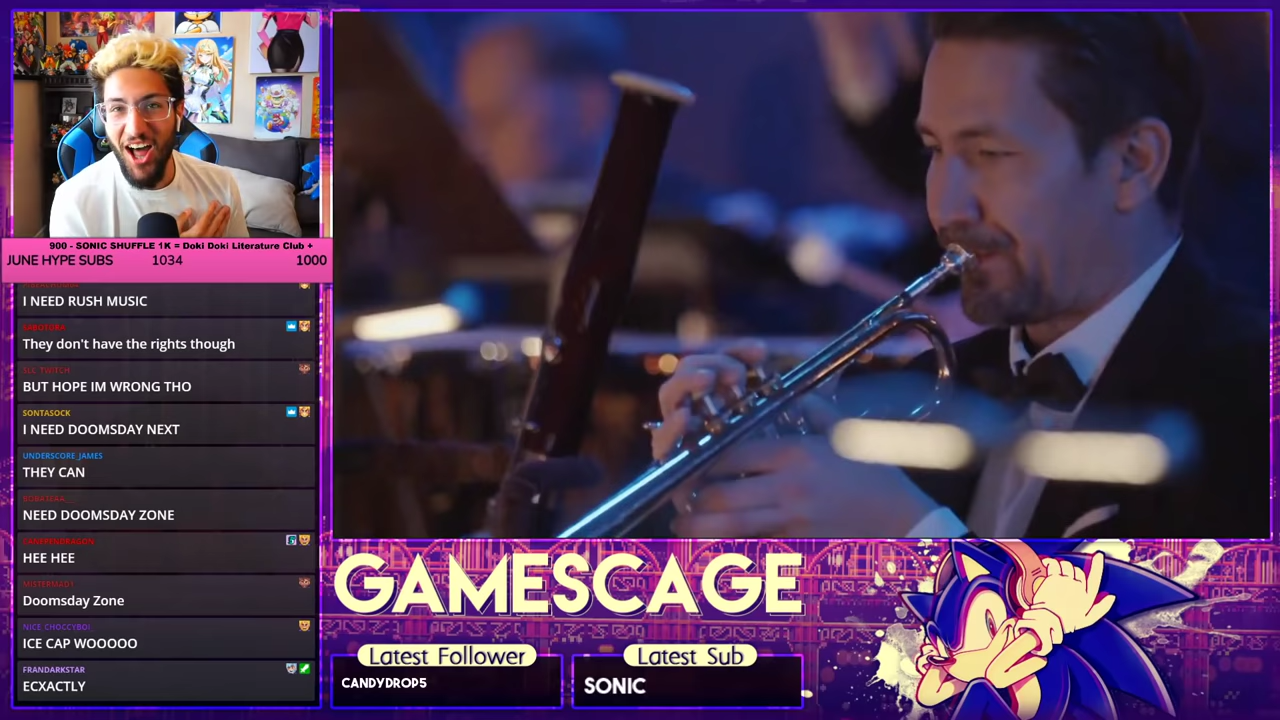 900 - SONIC SHUFFLE 1K = Doki Doki Literature Club +
JUNE HYPE SUBS 1034 1000
I NEED RUSH MUSIC
SABOTUBA
They don't have the rights though
BUT HOPE IM WRONG THO
SONTASOCK
I NEED DOOMSDAY NEXT
UNDERSCORE_JAMES
THEY CAN
NEED DOOMSDAY ZONE
HEE HEE
MISTERMAD1
Doomsday Zone
NICE_CHOCCYBOI
ICE CAP WOOOOO
FRANDARKSTAR
ECXACTLY
GAMESCAGE
Latest Follower
CANDYDROP5
Latest Sub
SONIC